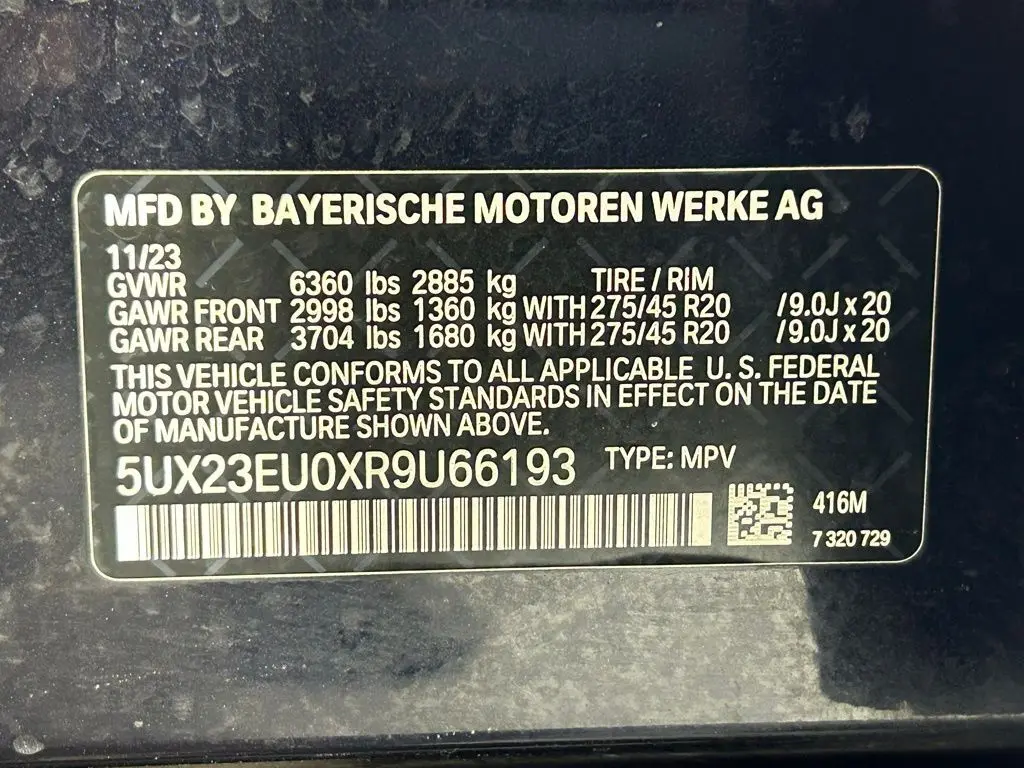 MFD BY BAYERISCHE MOTOREN WERKE AG
11/23
GVWR 6360 lbs 2885 kg TIRE / RIM
GAWR FRONT 2998 lbs 1360 kg WITH 275/45 R20 /9.0J x 20
GAWR REAR 3704 lbs 1680 kg WITH 275/45 R20 /9.0J x 20
THIS VEHICLE CONFORMS TO ALL APPLICABLE U. S. FEDERAL
MOTOR VEHICLE SAFETY STANDARDS IN EFFECT ON THE DATE
OF MANUFACTURE SHOWN ABOVE.
5UX23EU0XR9U66193 TYPE: MPV
416M
7 320 729